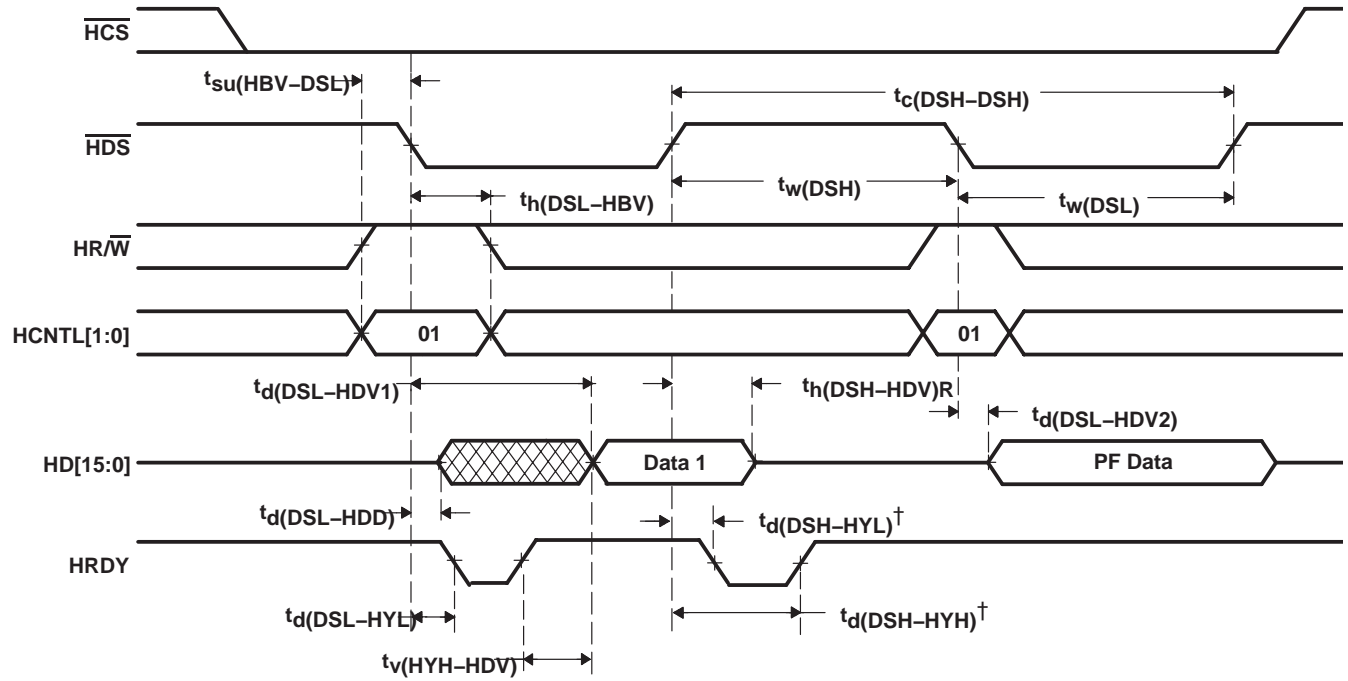 HCS
tsu(HBV–DSL)
tc(DSH–DSH)
HDS
tw(DSH)
th(DSL–HBV)
tw(DSL)
HR/W
HCNTL[1:0]
01
01
td(DSL–HDV1)
th(DSH–HDV)R
td(DSL–HDV2)
HD[15:0]
Data 1
PF Data
td(DSL–HDD)
td(DSH–HYL)†
HRDY
td(DSL–HYL)
td(DSH–HYH)†
tv(HYH–HDV)